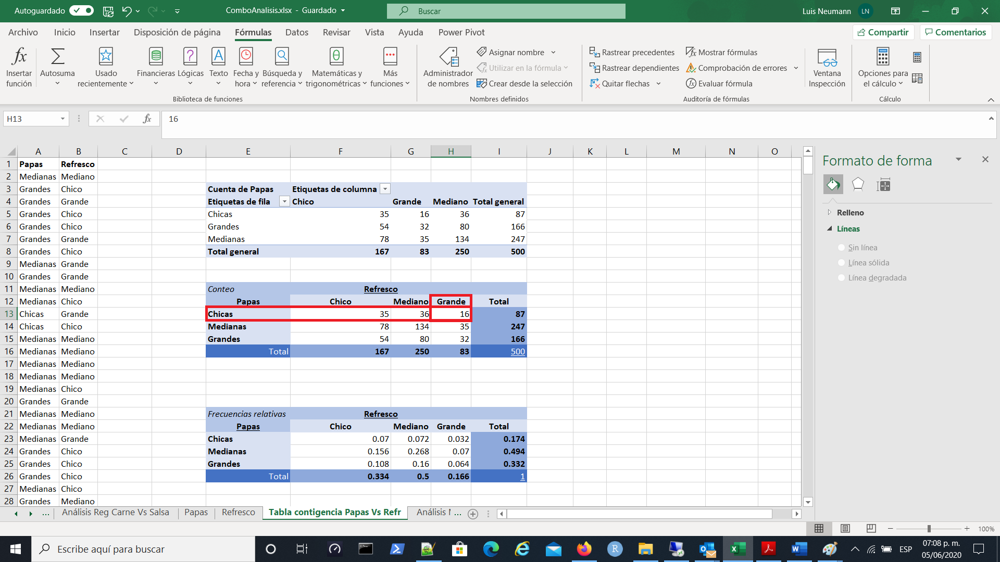 Autoguardado
ComboAnalisis.xlsx - Guardado
Buscar
Luis Neumann
LN
Archivo Inicio Insertar Disposición de página Fórmulas Datos Revisar Vista Ayuda Power Pivot
Compartir
Comentarios
Insertar función
Autosuma
Usado recientemente
Financieras
Lógicas
Texto
Fecha y hora
Búsqueda y referencia
Matemáticas y trigonométricas
Más funciones
Biblioteca de funciones
Administrador de nombres
Asignar nombre
Utilizar en la fórmula
Crear desde la selección
Nombres definidos
Rastrear precedentes
Rastrear dependientes
Quitar flechas
Mostrar fórmulas
Comprobación de errores
Evaluar fórmula
Auditoría de fórmulas
Ventana Inspección
Opciones para el cálculo
Cálculo
H13
fx
16
A B C D E F G H I J K L M N O
1 Papas Refresco
2 Medianas Mediano
3 Grandes Chico Cuenta de Papas Etiquetas de columna
4 Grandes Grande Etiquetas de fila Chico Grande Mediano Total general
5 Grandes Chico Chicas 35 16 36 87
6 Grandes Chico Grandes 54 32 80 166
7 Grandes Grande Medianas 78 35 134 247
8 Grandes Chico Total general 167 83 250 500
9 Medianas Grande
10 Grandes Grande
11 Medianas Mediano Conteo Refresco
12 Medianas Chico Papas Chico Mediano Grande Total
13 Chicas Grande Chicas 35 36 16 87
14 Chicas Chico Medianas 78 134 35 247
15 Medianas Mediano Grandes 54 80 32 166
16 Medianas Mediano Total 167 250 83 500
17 Medianas Mediano
18 Medianas Mediano
19 Medianas Chico
20 Grandes Grande
21 Medianas Mediano Frecuencias relativas Refresco
22 Medianas Mediano Papas Chico Mediano Grande Total
23 Medianas Grande Chicas 0.07 0.072 0.032 0.174
24 Grandes Chico Medianas 0.156 0.268 0.07 0.494
25 Grandes Chico Grandes 0.108 0.16 0.064 0.332
26 Grandes Chico Total 0.334 0.5 0.166 1
27 Medianas Chico
28 Grandes Mediano
Formato de forma
Relleno
Líneas
Sin línea
Línea sólida
Línea degradada
... Análisis Reg Carne Vs Salsa Papas Refresco Tabla contigencia Papas Vs Refr Análisis ...
100%
Escribe aquí para buscar
ESP
07:08 p. m.
05/06/2020